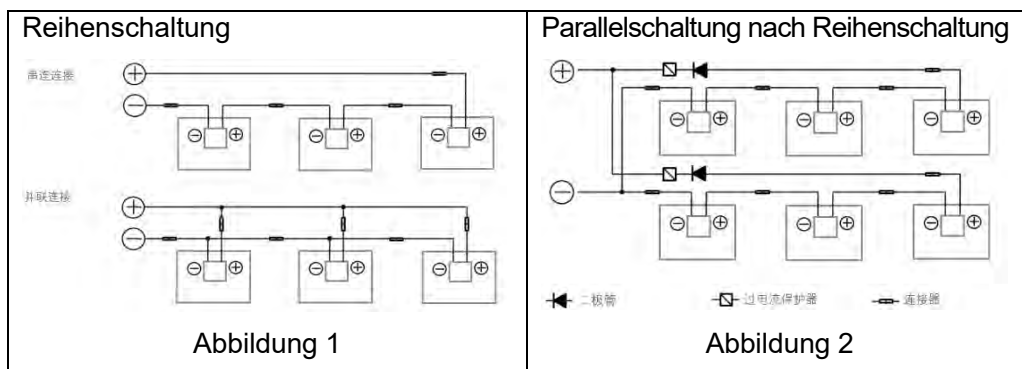 Reihenschaltung
串连连接
并联连接
Abbildung 1
Parallelschaltung nach Reihenschaltung
二极管
过电流保护器
连接器
Abbildung 2